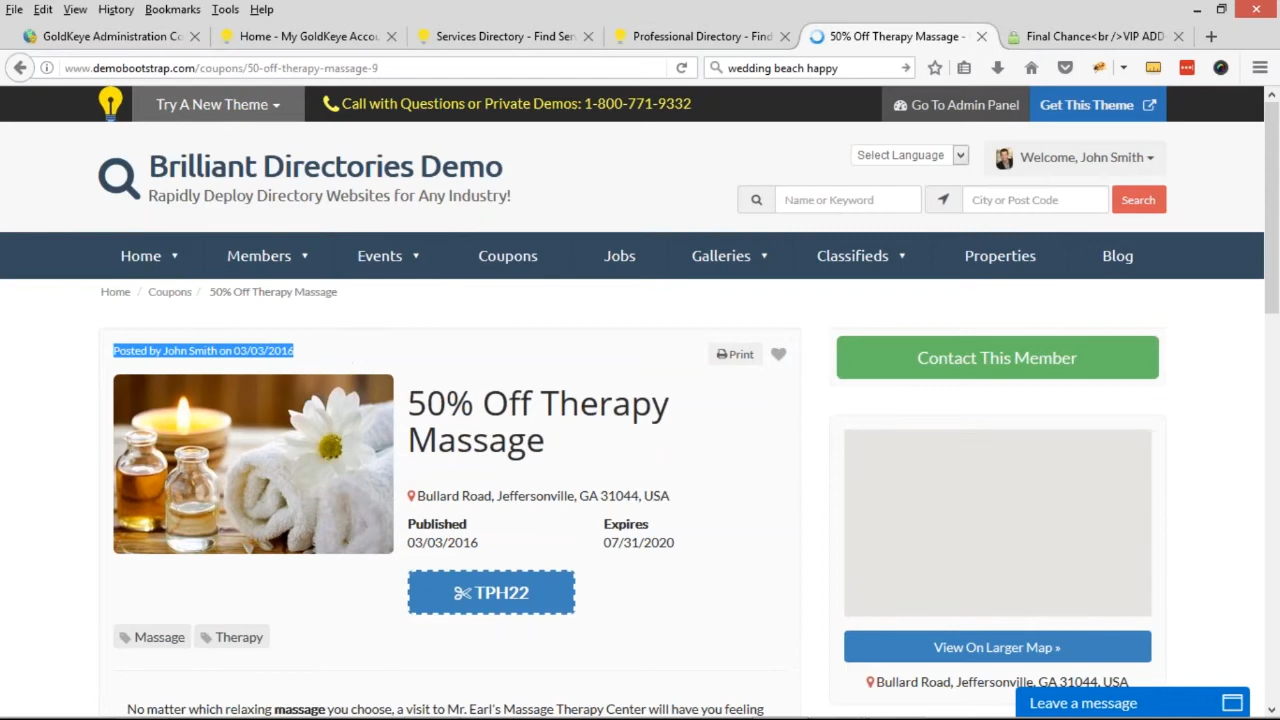 File Edit View History Bookmarks Tools Help
GoldKeye Administration Co
Home - My GoldKeye Accou
Services Directory - Find Ser
Professional Directory - Find
50% Off Therapy Massage -
Final Chance<br />VIP ADD
www.demobootstrap.com/coupons/50-off-therapy-massage-9
wedding beach happy
Try A New Theme
Call with Questions or Private Demos: 1-800-771-9332
Go To Admin Panel
Get This Theme
Brilliant Directories Demo
Rapidly Deploy Directory Websites for Any Industry!
Select Language
Welcome, John Smith
Name or Keyword
City or Post Code
Search
Home Members Events Coupons Jobs Galleries Classifieds Properties Blog
Home / Coupons / 50% Off Therapy Massage
Posted by John Smith on 03/03/2016
Print
Contact This Member
50% Off Therapy
Massage
Bullard Road, Jeffersonville, GA 31044, USA
Published Expires
03/03/2016 07/31/2020
TPH22
Massage Therapy
View On Larger Map »
Bullard Road, Jeffersonville, GA 31044, USA
No matter which relaxing massage you choose, a visit to Mr. Earl's Massage Therapy Center will have you feeling
Leave a message